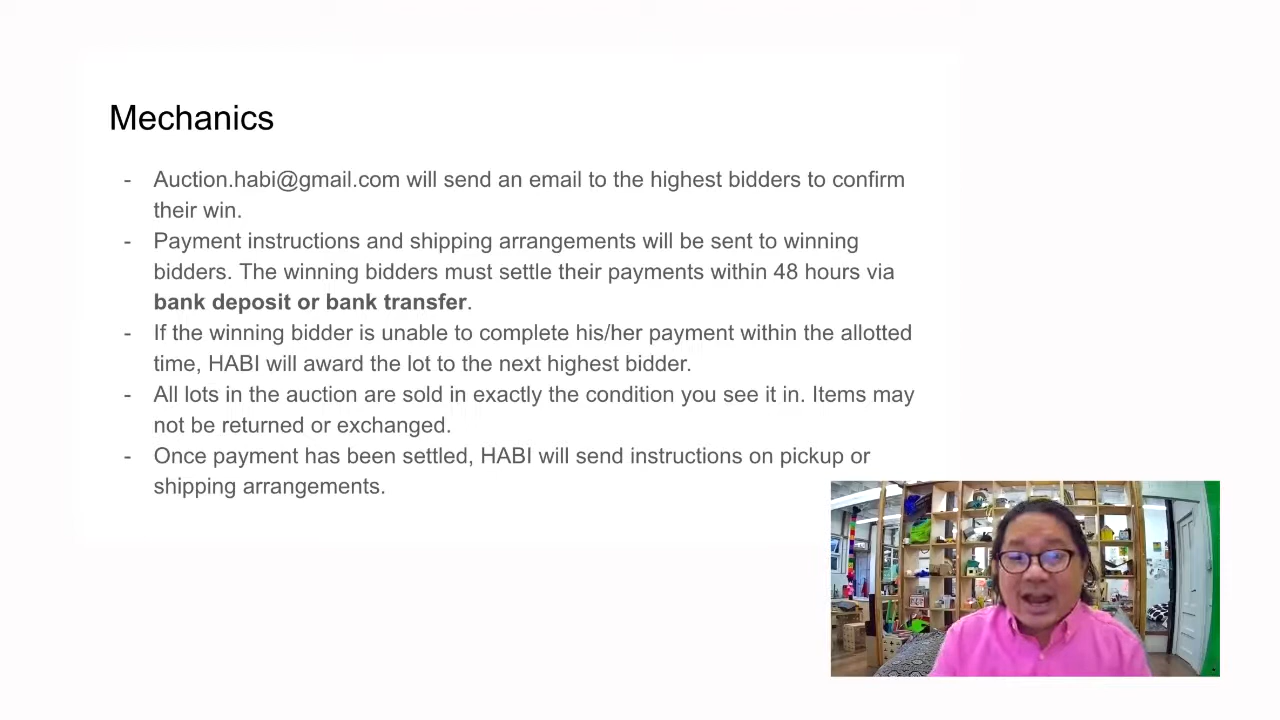 Mechanics
- Auction.habi@gmail.com will send an email to the highest bidders to confirm
their win.
- Payment instructions and shipping arrangements will be sent to winning
bidders. The winning bidders must settle their payments within 48 hours via
bank deposit or bank transfer.
- If the winning bidder is unable to complete his/her payment within the allotted
time, HABI will award the lot to the next highest bidder.
- All lots in the auction are sold in exactly the condition you see it in. Items may
not be returned or exchanged.
- Once payment has been settled, HABI will send instructions on pickup or
shipping arrangements.